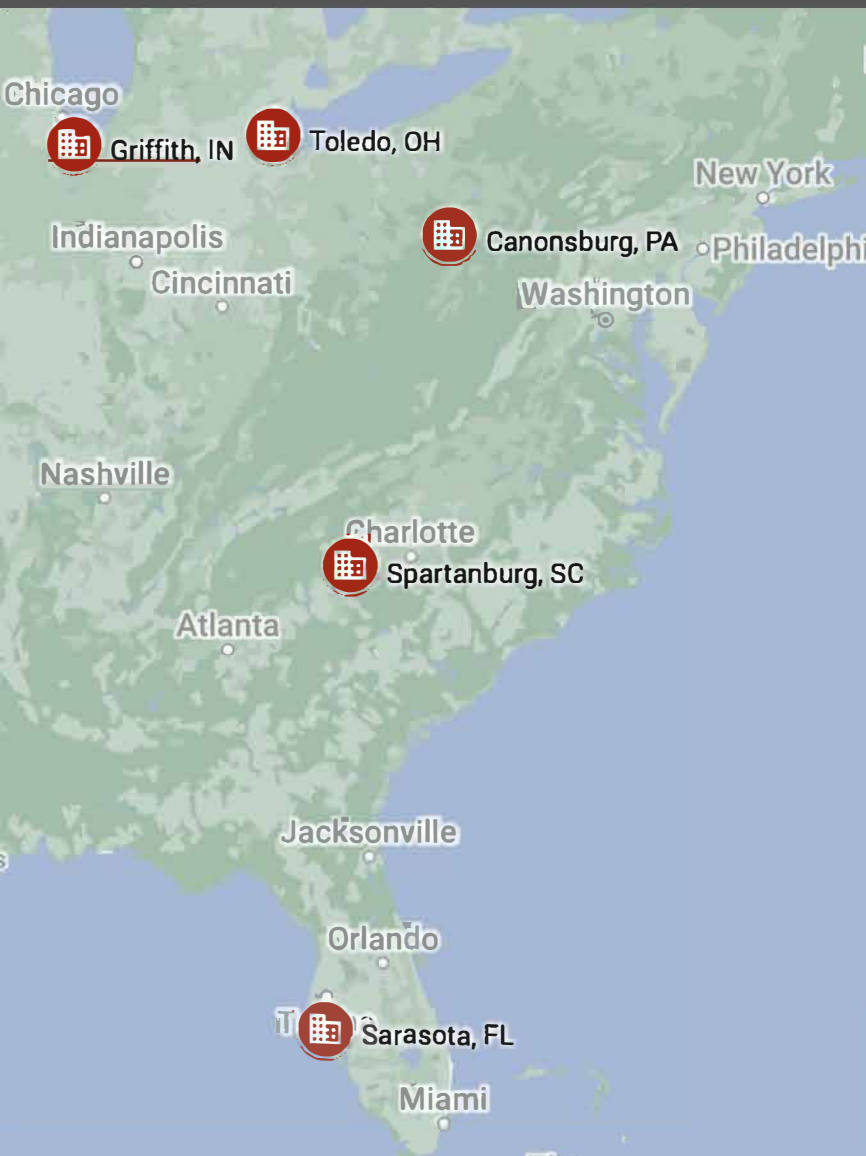 Chicago
Griffith, IN
Toledo, OH
New York
Indianapolis
Canonsburg, PA
Philadelphi
Cincinnati
Washington
Nashville
Charlotte
Spartanburg, SC
Atlanta
Jacksonville
s
Orlando
Sarasota, FL
Miami